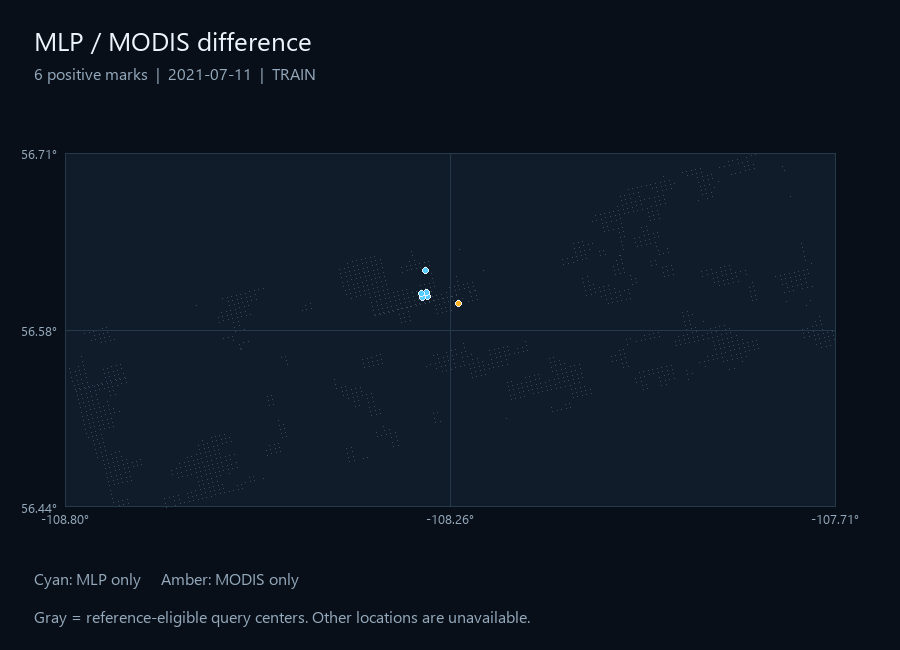 MLP / MODIS difference
6 positive marks | 2021-07-11 | TRAIN
56.71°
56.58°
56.44°
-108.80°
-108.26°
-107.71°
Cyan: MLP only
Amber: MODIS only
Gray = reference-eligible query centers. Other locations are unavailable.